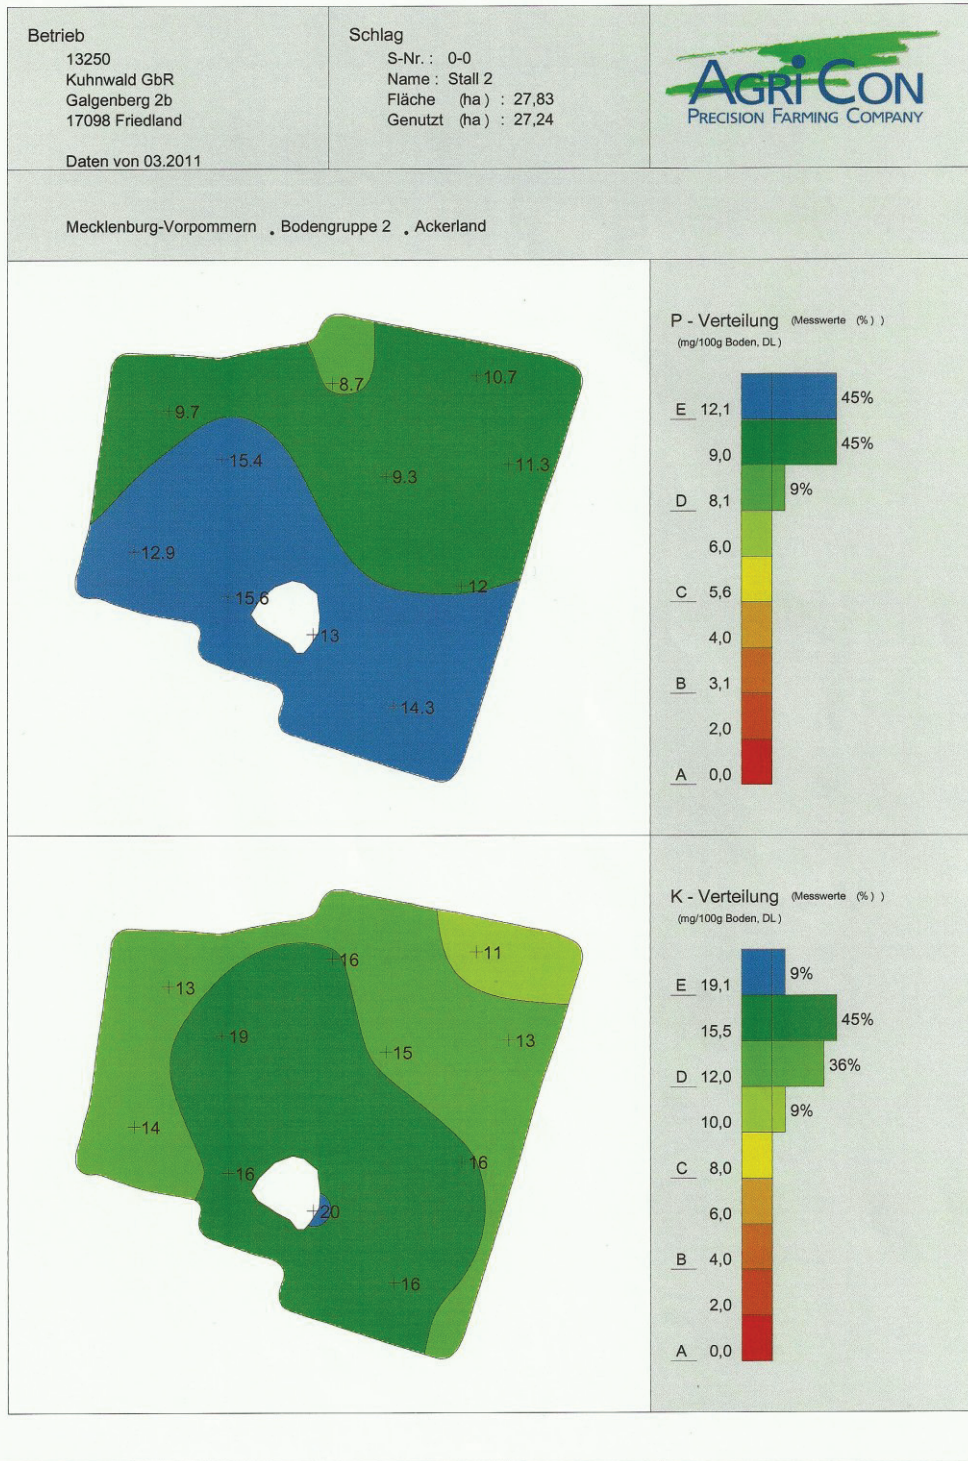 Betrieb
13250
Kuhnwald GbR
Galgenberg 2b
17098 Friedland
Daten von 03.2011
Schlag
S-Nr. : 0-0
Name : Stall 2
Fläche (ha) : 27,83
Genutzt (ha) : 27,24
AGRI CON
PRECISION FARMING COMPANY
Mecklenburg-Vorpommern . Bodengruppe 2 . Ackerland
8.7
10.7
9.7
15.4
9.3
11.3
12.9
15.6
12
13
14.3
P - Verteilung (Messwerte (%) )
(mg/100g Boden, DL)
E 12,1 45%
9,0 45%
D 8,1 9%
6,0
C 5,6
4,0
B 3,1
2,0
A 0,0
16
11
13
19
15
13
14
16
16
20
16
K - Verteilung (Messwerte (%) )
(mg/100g Boden, DL)
E 19,1 9%
15,5 45%
D 12,0 36%
10,0 9%
C 8,0
6,0
B 4,0
2,0
A 0,0